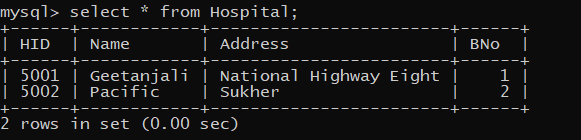 mysql> select * from Hospital;
+------+------------+-----------------------+------+
| HID  | Name       | Address               | BNo  |
+------+------------+-----------------------+------+
| 5001 | Geetanjali | National Highway Eight |    1 |
| 5002 | Pacific    | Sukher                |    2 |
+------+------------+-----------------------+------+
2 rows in set (0.00 sec)